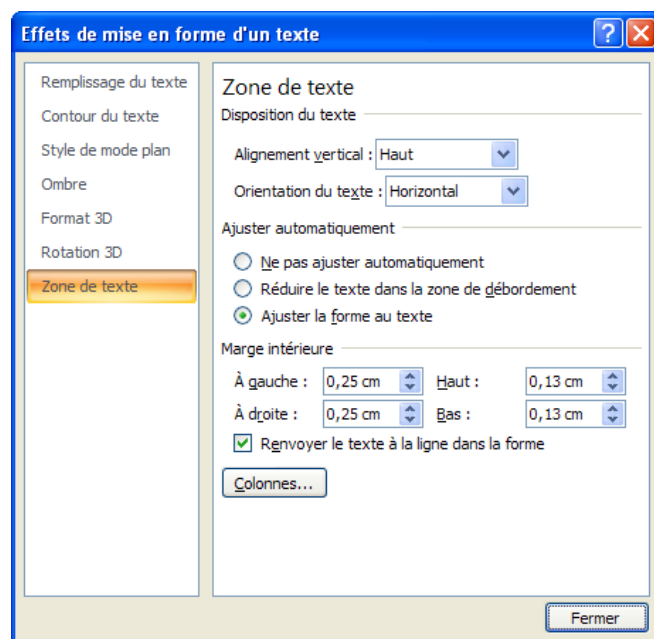 Effets de mise en forme d'un texte
Remplissage du texte
Contour du texte
Style de mode plan
Ombre
Format 3D
Rotation 3D
Zone de texte
Zone de texte
Disposition du texte
Alignement vertical : Haut
Orientation du texte : Horizontal
Ajuster automatiquement
Ne pas ajuster automatiquement
Réduire le texte dans la zone de débordement
Ajuster la forme au texte
Marge intérieure
À gauche : 0,25 cm Haut : 0,13 cm
À droite : 0,25 cm Bas : 0,13 cm
Renvoyer le texte à la ligne dans la forme
Colonnes...
Fermer